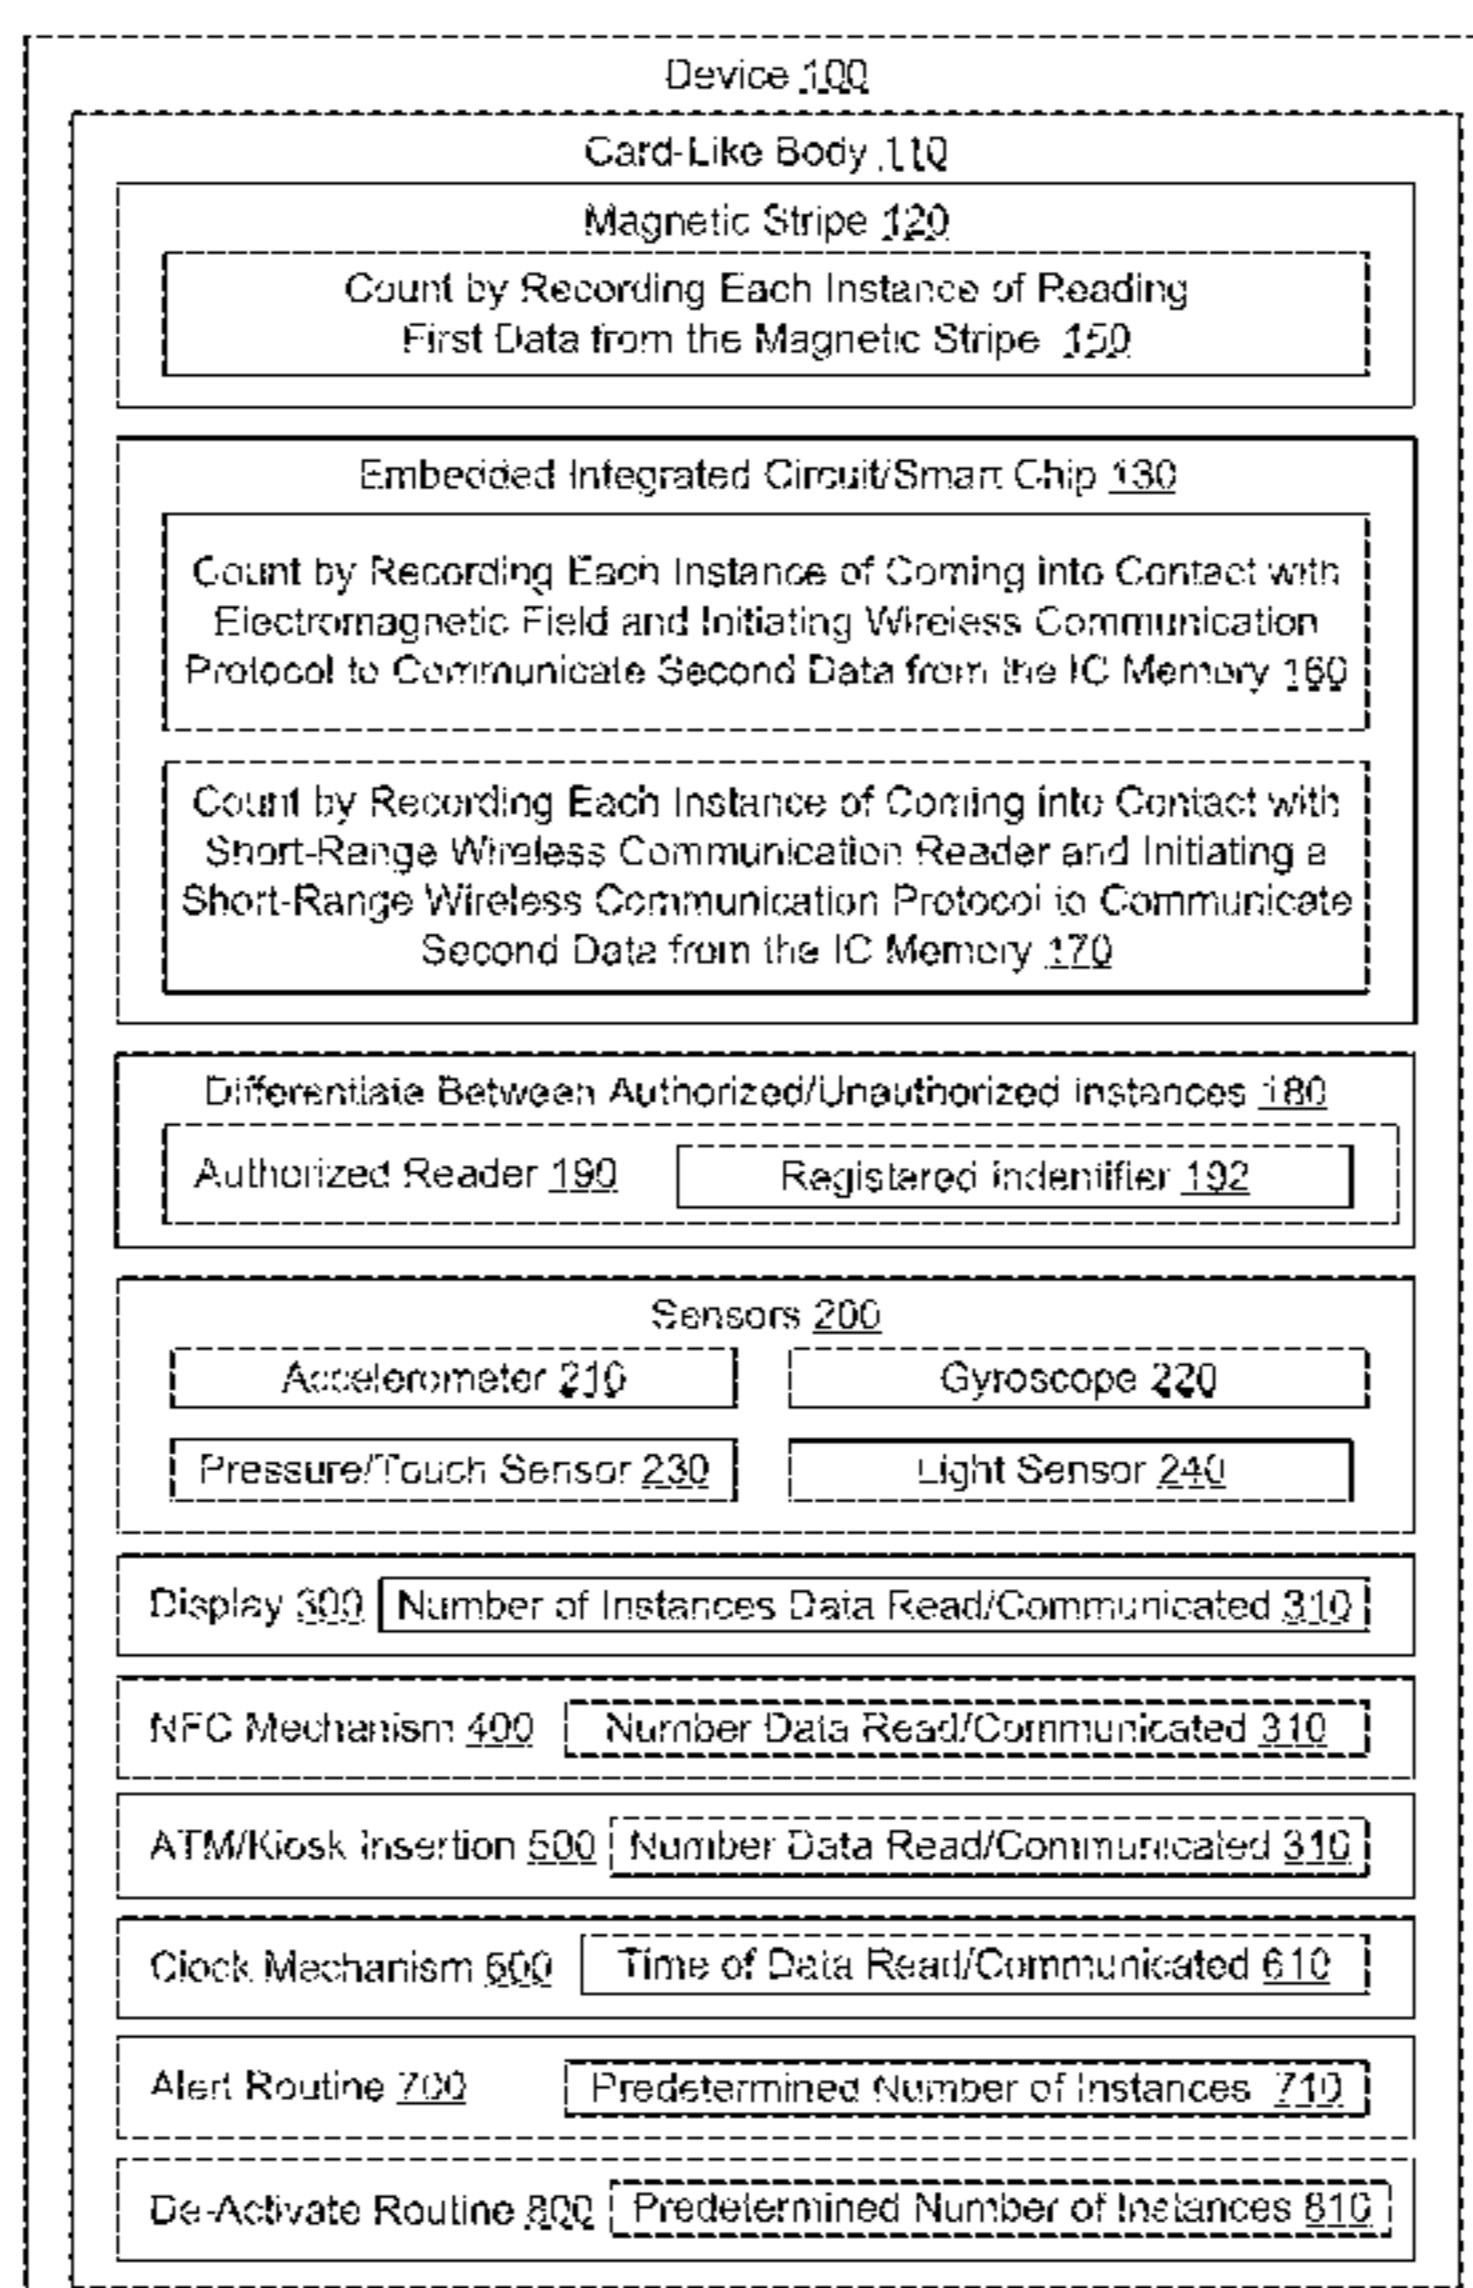 Device 100
Card-Like Body 110
Magnetic Stripe 120
Count by Recording Each Instance of Reading
First Data from the Magnetic Stripe 150
Embedded Integrated Circuit/Smart Chip 130
Count by Recording Each Instance of Coming into Contact with
Electromagnetic Field and Initiating Wireless Communication
Protocol to Communicate Second Data from the IC Memory 160
Count by Recording Each Instance of Coming into Contact with
Short-Range Wireless Communication Reader and Initiating a
Short-Range Wireless Communication Protocol to Communicate
Second Data from the IC Memory 170
Differentiate Between Authorized/Unauthorized instances 180
Authorized Reader 190 Registered indentifier 192
Sensors 200
Accelerometer 210 Gyroscope 220
Pressure/Touch Sensor 230 Light Sensor 240
Display 300 Number of Instances Data Read/Communicated 310
NFC Mechanism 400 Number Data Read/Communicated 310
ATM/Kiosk Insertion 500 Number Data Read/Communicated 310
Clock Mechanism 600 Time of Data Read/Communicated 610
Alert Routine 700 Predetermined Number of Instances 710
De-Activate Routine 800 Predetermined Number of Instances 810